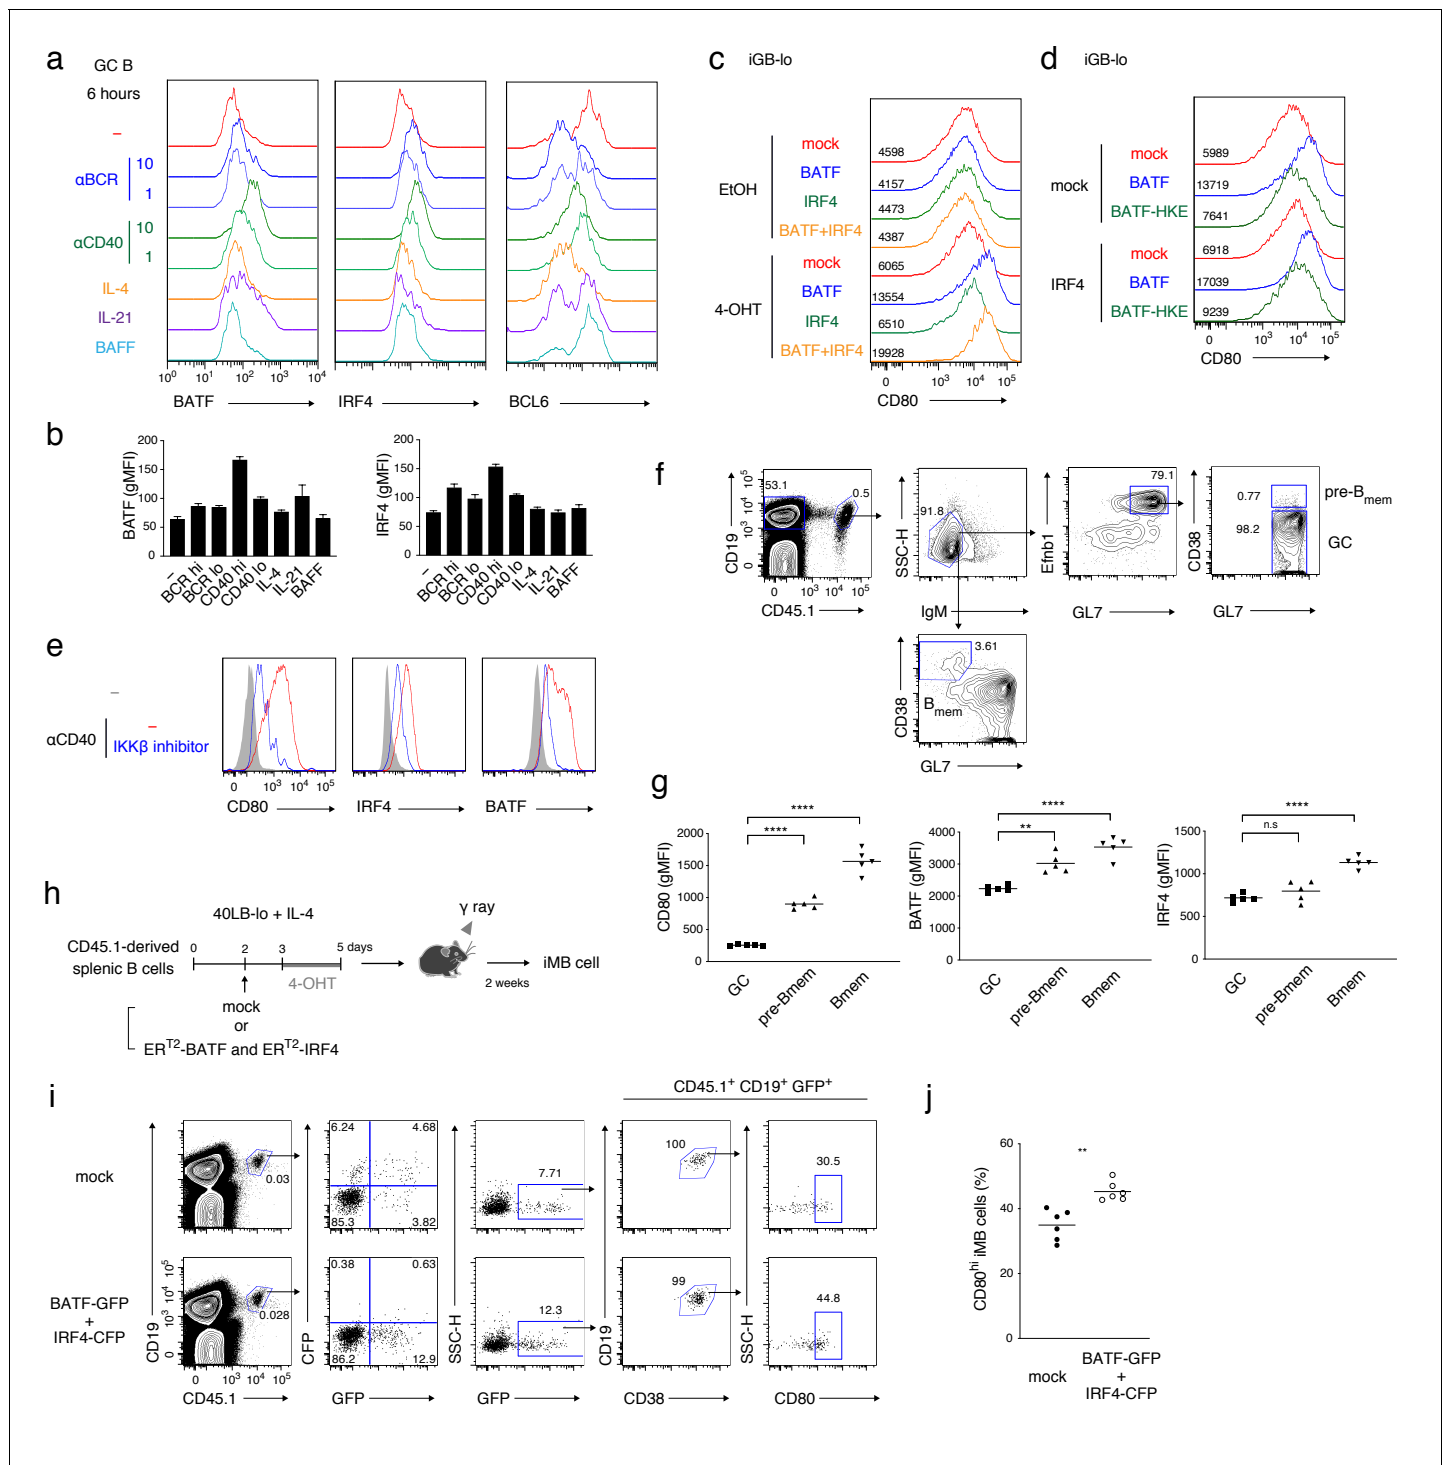 a
GC B
6 hours
–
αBCR 10
1
αCD40 10
1
IL-4
IL-21
BAFF
10⁰ 10¹ 10² 10³ 10⁴
BATF
IRF4
BCL6
b
BATF (gMFI)
200
150
100
50
0
– BCR hi BCR lo CD40 hi CD40 lo IL-4 IL-21 BAFF
IRF4 (gMFI)
200
150
100
50
0
– BCR hi BCR lo CD40 hi CD40 lo IL-4 IL-21 BAFF
c
iGB-lo
EtOH
mock 4598
BATF 4157
IRF4 4473
BATF+IRF4 4387
4-OHT
mock 6065
BATF 13554
IRF4 6510
BATF+IRF4 19928
0 10³ 10⁴ 10⁵
CD80
d
iGB-lo
mock
mock 5989
BATF 13719
BATF-HKE 7641
IRF4
mock 6918
BATF 17039
BATF-HKE 9239
0 10³ 10⁴ 10⁵
CD80
e
–
αCD40
–
IKKβ inhibitor
0 10³ 10⁴ 10⁵
CD80
IRF4
BATF
f
CD19
0 10³ 10⁴ 10⁵
53.1
0.5
0 10³ 10⁴ 10⁵
CD45.1
SSC-H
91.8
IgM
Efnb1
79.1
GL7
CD38
0.77
98.2
GL7
pre-Bmem
GC
CD38
3.61
Bmem
GL7
g
CD80 (gMFI)
2000
1500
1000
500
0
****
****
GC pre-Bmem Bmem
BATF (gMFI)
4000
3000
2000
1000
0
****
**
GC pre-Bmem Bmem
IRF4 (gMFI)
1500
1000
500
0
****
n.s
GC pre-Bmem Bmem
h
40LB-lo + IL-4
CD45.1-derived
splenic B cells
0 2 3 5 days
4-OHT
mock
or
ERᵀ²-BATF and ERᵀ²-IRF4
γ ray
2 weeks
iMB cell
i
CD45.1⁺ CD19⁺ GFP⁺
mock
0.03
6.24 4.68
85.3 3.82
7.71
100
30.5
BATF-GFP
+
IRF4-CFP
CD19
0 10³ 10⁴ 10⁵
0.028
0 10³ 10⁴ 10⁵
CD45.1
CFP
0.38 0.63
86.2 12.9
GFP
SSC-H
12.3
GFP
CD19
99
CD38
SSC-H
44.8
CD80
j
CD80ʰⁱ iMB cells (%)
60
40
20
0
**
mock
BATF-GFP
+
IRF4-CFP